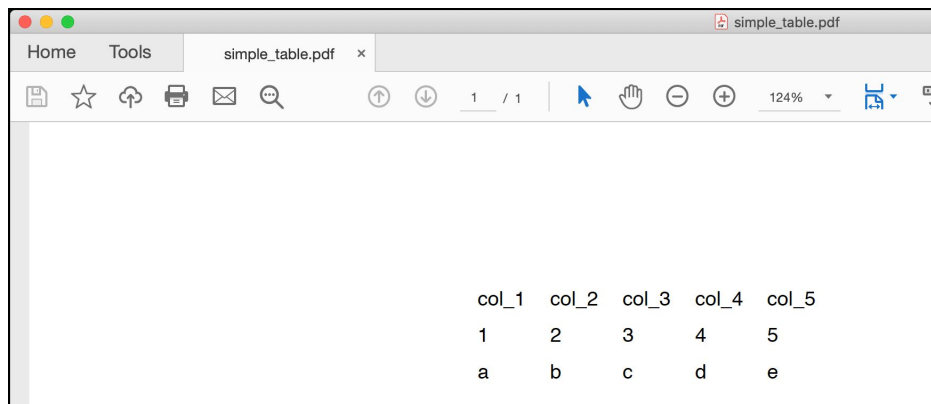 simple_table.pdf
Home Tools simple_table.pdf ×
1 / 1 124%
col_1 col_2 col_3 col_4 col_5
1 2 3 4 5
a b c d e